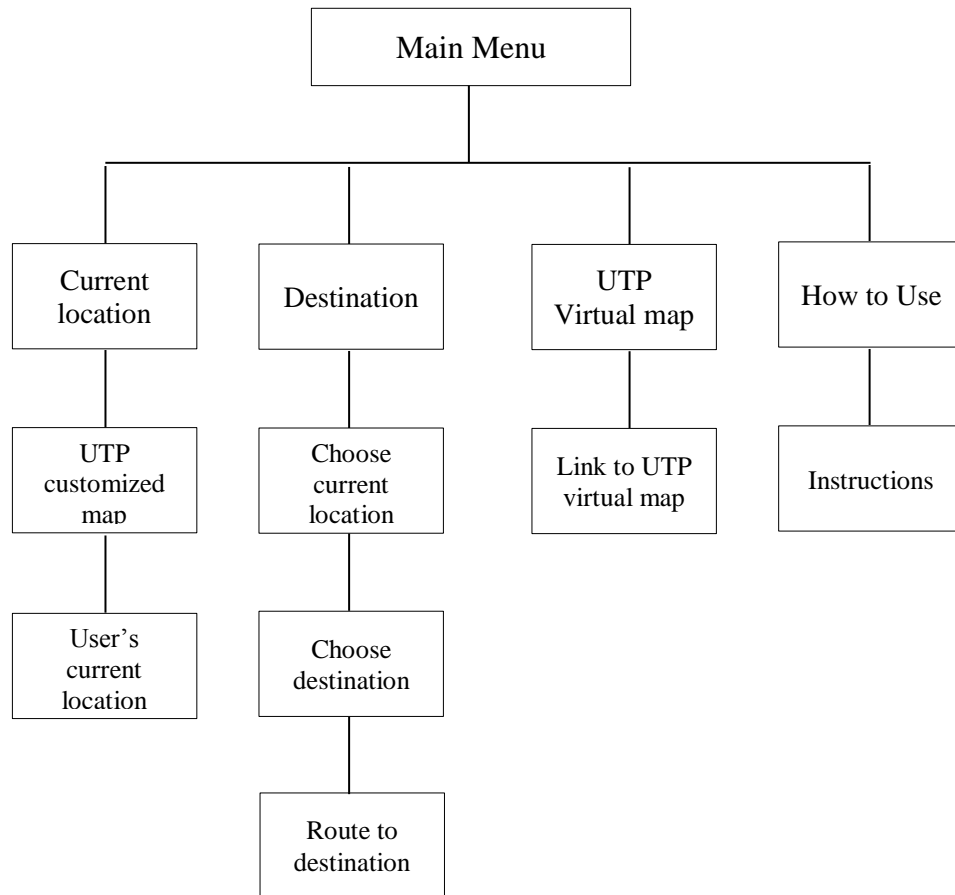 Main Menu
Current
location
Destination
UTP
Virtual map
How to Use
UTP
customized
map
Choose
current
location
Link to UTP
virtual map
Instructions
User’s
current
location
Choose
destination
Route to
destination